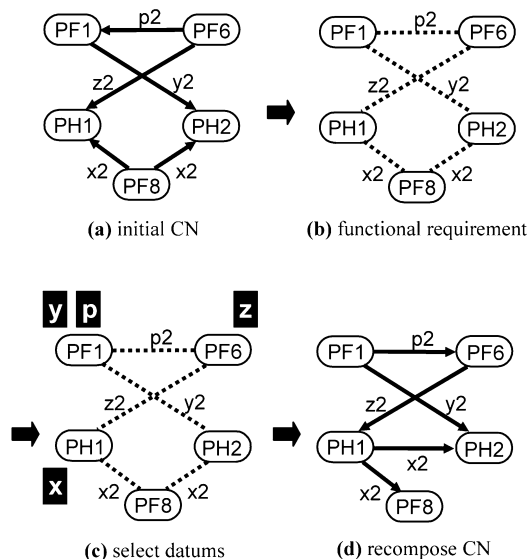 p2
PF1 PF6
z2 y2
PH1 PH2
x2 x2
PF8
(a) initial CN
p2
PF1 PF6
z2 y2
PH1 PH2
x2 x2
PF8
(b) functional requirement
y p z
p2
PF1 PF6
z2 y2
PH1 PH2
x
x2 x2
PF8
(c) select datums
p2
PF1 PF6
z2 y2
PH1 PH2
x2
x2
PF8
(d) recompose CN